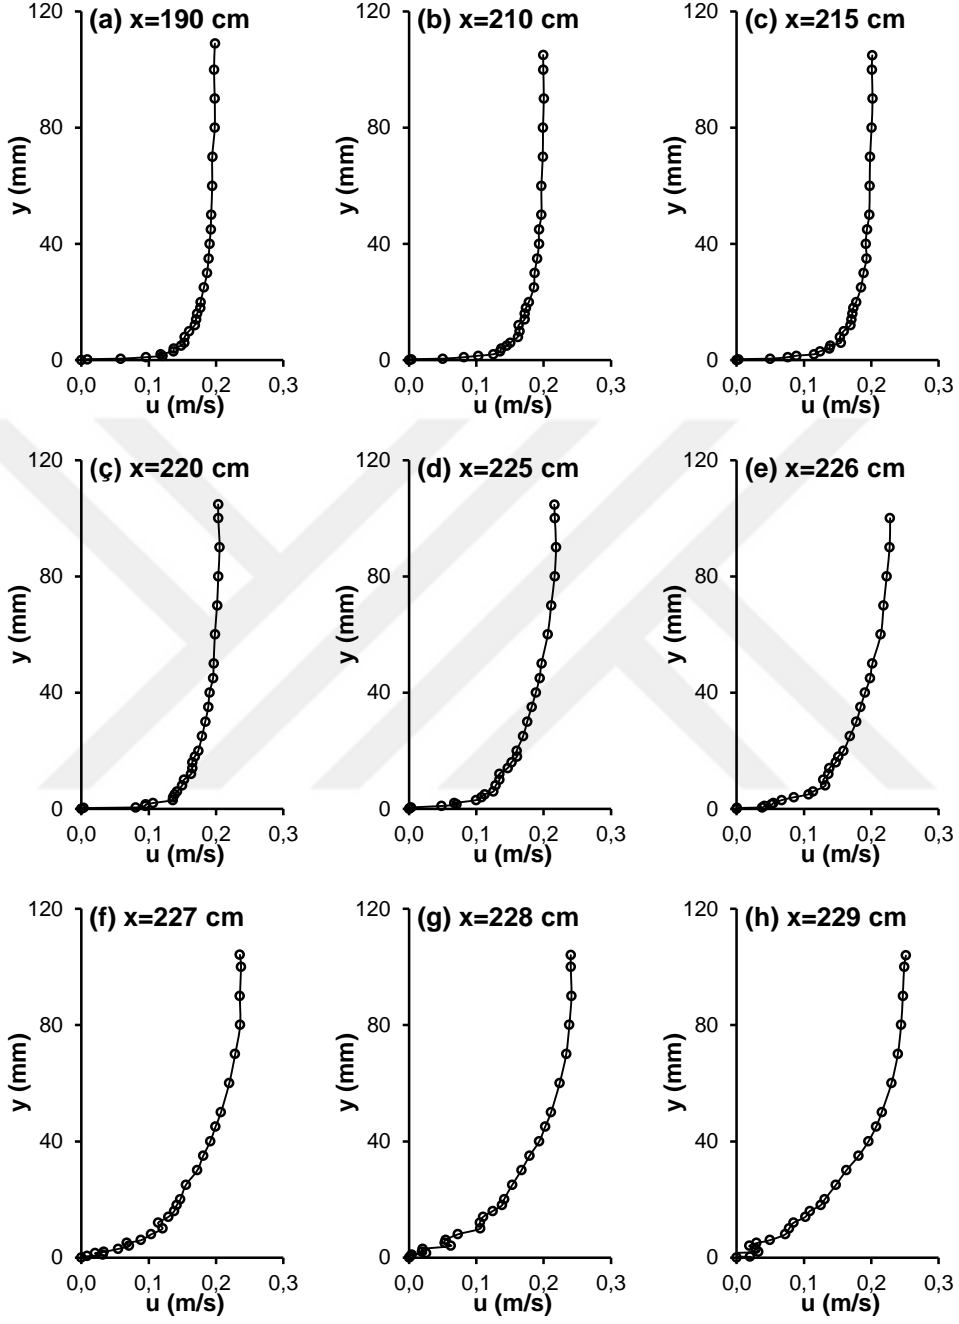 (a) x=190 cm
120
80
40
0
y (mm)
0,0 0,1 0,2 0,3
u (m/s)
(b) x=210 cm
120
80
40
0
y (mm)
0,0 0,1 0,2 0,3
u (m/s)
(c) x=215 cm
120
80
40
0
y (mm)
0,0 0,1 0,2 0,3
u (m/s)
(ç) x=220 cm
120
80
40
0
y (mm)
0,0 0,1 0,2 0,3
u (m/s)
(d) x=225 cm
120
80
40
0
y (mm)
0,0 0,1 0,2 0,3
u (m/s)
(e) x=226 cm
120
80
40
0
y (mm)
0,0 0,1 0,2 0,3
u (m/s)
(f) x=227 cm
120
80
40
0
y (mm)
0,0 0,1 0,2 0,3
u (m/s)
(g) x=228 cm
120
80
40
0
y (mm)
0,0 0,1 0,2 0,3
u (m/s)
(h) x=229 cm
120
80
40
0
y (mm)
0,0 0,1 0,2 0,3
u (m/s)